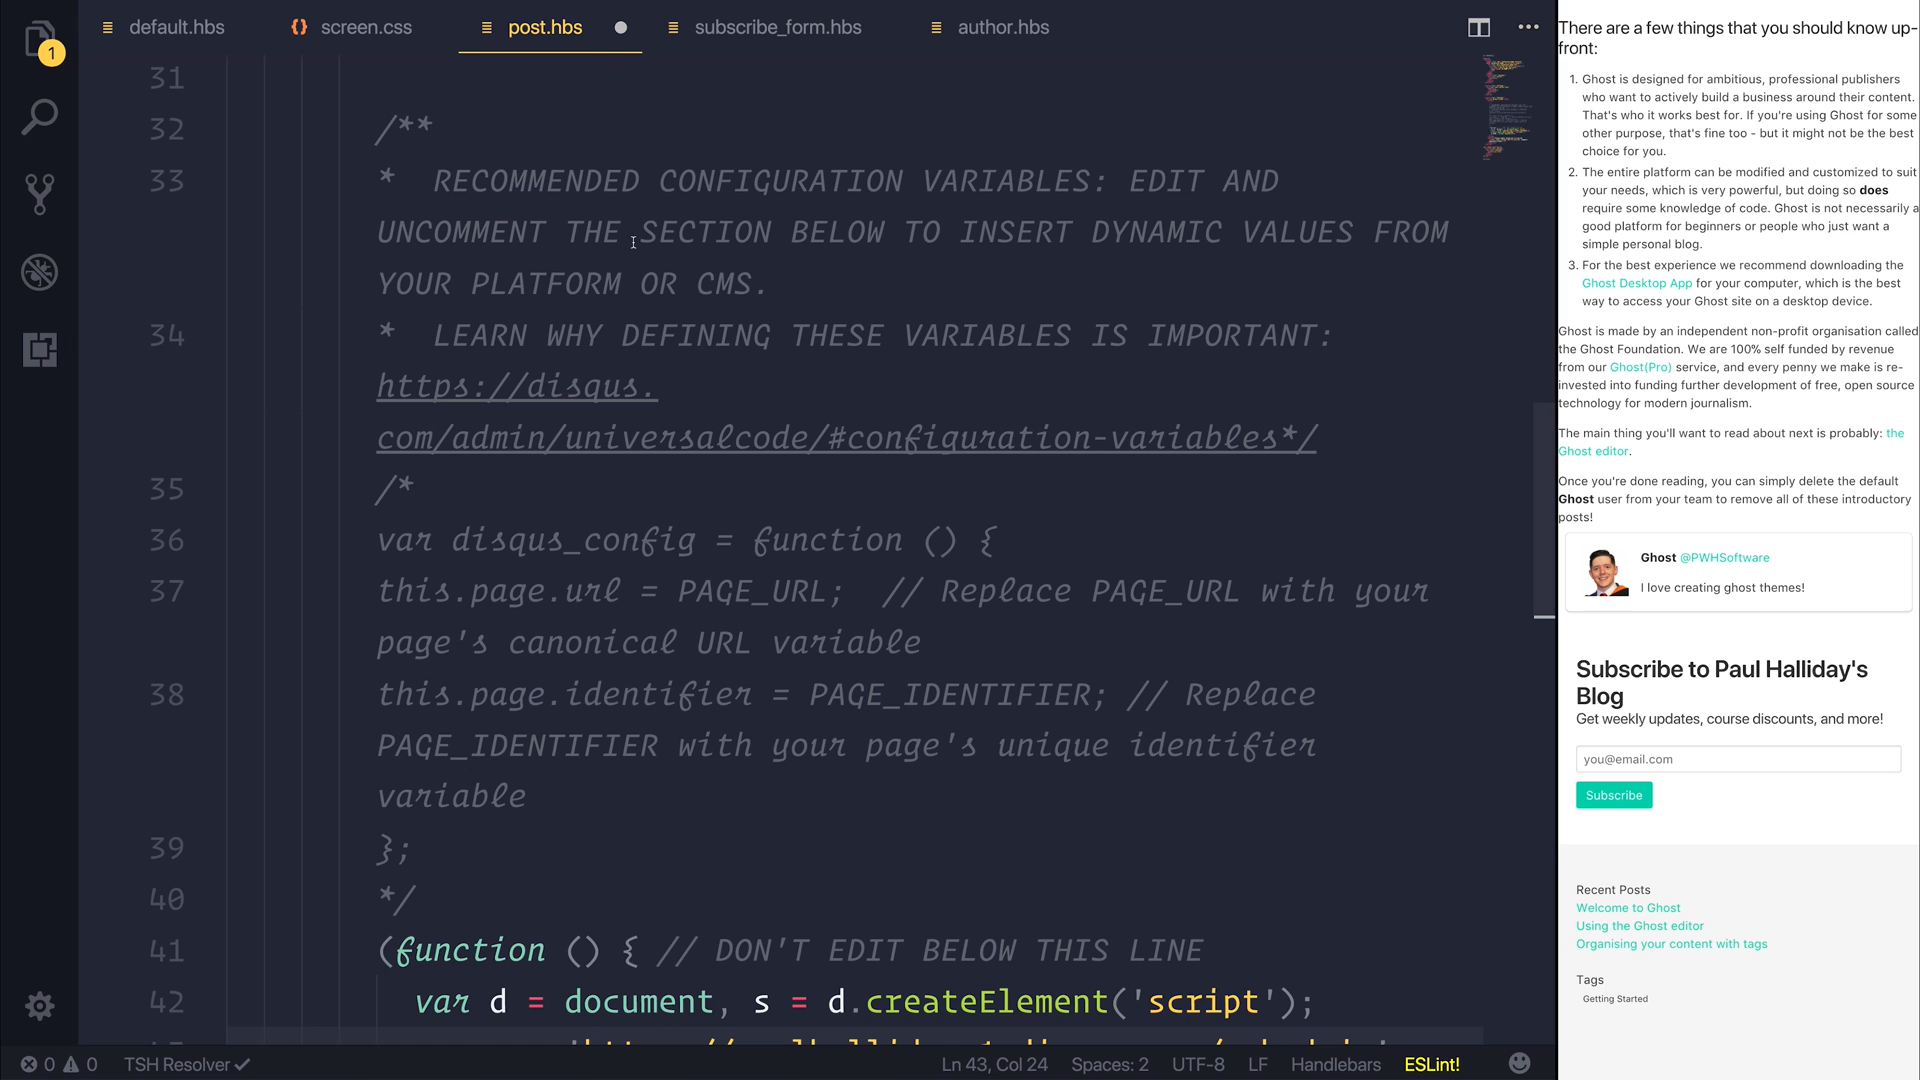 default.hbs
screen.css
post.hbs
subscribe_form.hbs
author.hbs
1
31
32 /**
33 *  RECOMMENDED CONFIGURATION VARIABLES: EDIT AND
UNCOMMENT THE SECTION BELOW TO INSERT DYNAMIC VALUES FROM
YOUR PLATFORM OR CMS.
34 *  LEARN WHY DEFINING THESE VARIABLES IS IMPORTANT:
https://disqus.
com/admin/universalcode/#configuration-variables*/
35 /*
36 var disqus_config = function () {
37 this.page.url = PAGE_URL;  // Replace PAGE_URL with your
page's canonical URL variable
38 this.page.identifier = PAGE_IDENTIFIER; // Replace
PAGE_IDENTIFIER with your page's unique identifier
variable
39 };
40 */
41 (function () { // DON'T EDIT BELOW THIS LINE
42 var d = document, s = d.createElement('script');
0 0 TSH Resolver
Ln 43, Col 24
Spaces: 2
UTF-8
LF
Handlebars
ESLint!
There are a few things that you should know up-
front:
1. Ghost is designed for ambitious, professional publishers
who want to actively build a business around their content.
That's who it works best for. If you're using Ghost for some
other purpose, that's fine too - but it might not be the best
choice for you.
2. The entire platform can be modified and customized to suit
your needs, which is very powerful, but doing so does
require some knowledge of code. Ghost is not necessarily a
good platform for beginners or people who just want a
simple personal blog.
3. For the best experience we recommend downloading the
Ghost Desktop App for your computer, which is the best
way to access your Ghost site on a desktop device.
Ghost is made by an independent non-profit organisation called
the Ghost Foundation. We are 100% self funded by revenue
from our Ghost(Pro) service, and every penny we make is re-
invested into funding further development of free, open source
technology for modern journalism.
The main thing you'll want to read about next is probably: the
Ghost editor.
Once you're done reading, you can simply delete the default
Ghost user from your team to remove all of these introductory
posts!
Ghost @PWHSoftware
I love creating ghost themes!
Subscribe to Paul Halliday's
Blog
Get weekly updates, course discounts, and more!
you@email.com
Subscribe
Recent Posts
Welcome to Ghost
Using the Ghost editor
Organising your content with tags
Tags
Getting Started